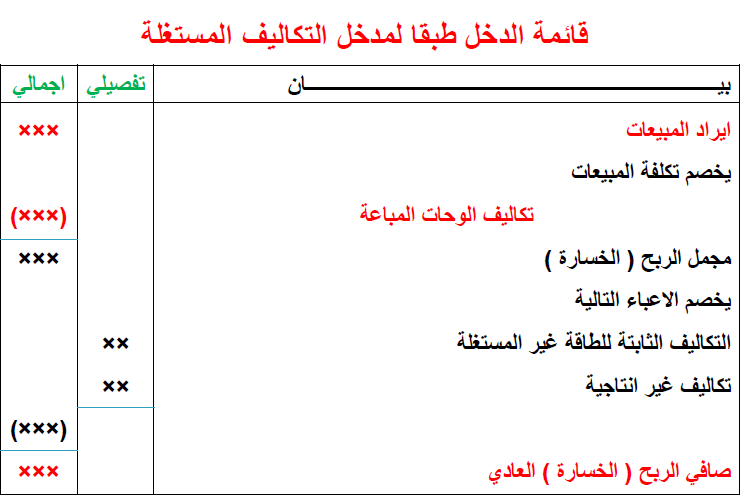 قائمة الدخل طبقا لمدخل التكاليف المستغلة
بيـــــــــــــــــــــــــــــــــــــــــــــان تفصيلي اجمالي
ايراد المبيعات ×××
يخصم تكلفة المبيعات
تكاليف الوحات المباعة (×××)
مجمل الربح ( الخسارة ) ×××
يخصم الاعباء التالية
التكاليف الثابتة للطاقة غير المستغلة ××
تكاليف غير انتاجية ××
(×××)
صافي الربح ( الخسارة ) العادي ×××